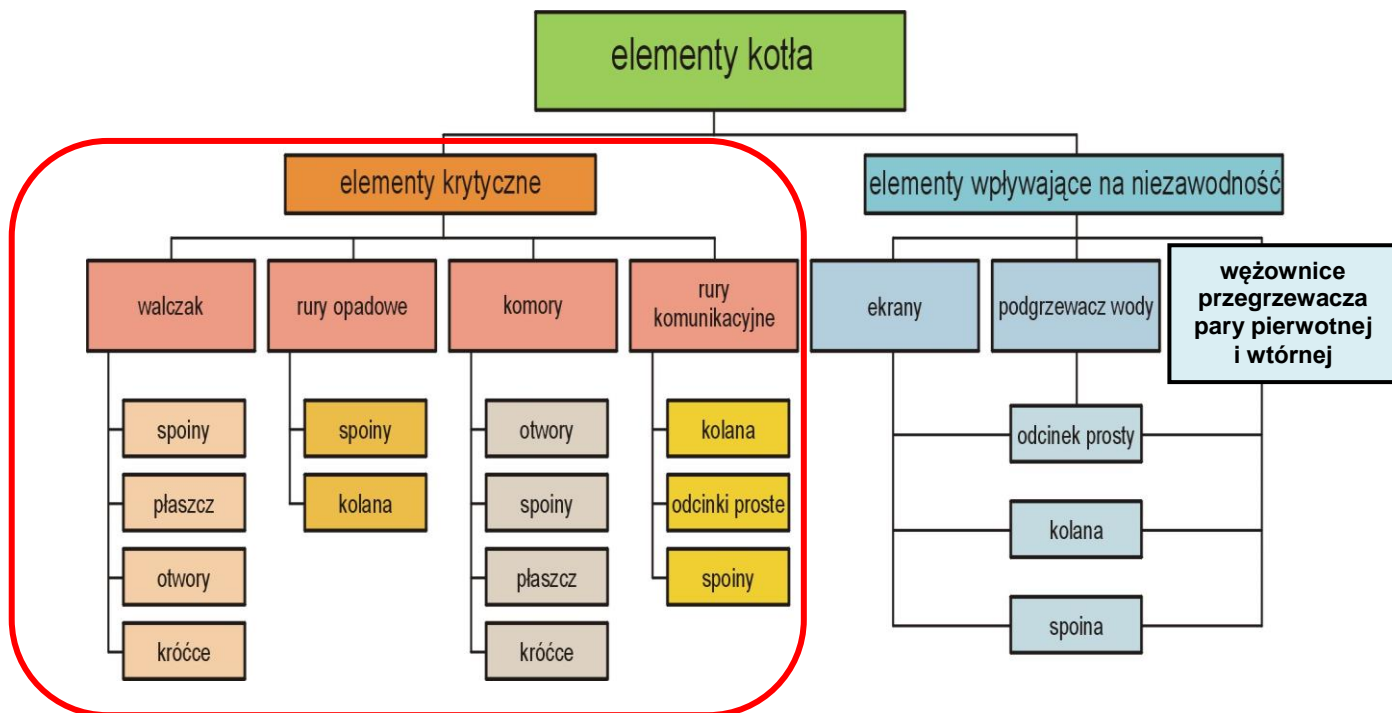 elementy kotła
elementy krytyczne
elementy wpływające na niezawodność
walczak
rury opadowe
komory
rury
komunikacyjne
ekrany
podgrzewacz wody
wężownice
przegrzewacza
pary pierwotnej
i wtórnej
spoiny
płaszcz
otwory
króćce
spoiny
kolana
otwory
spoiny
płaszcz
króćce
kolana
odcinki proste
spoiny
odcinek prosty
kolana
spoina